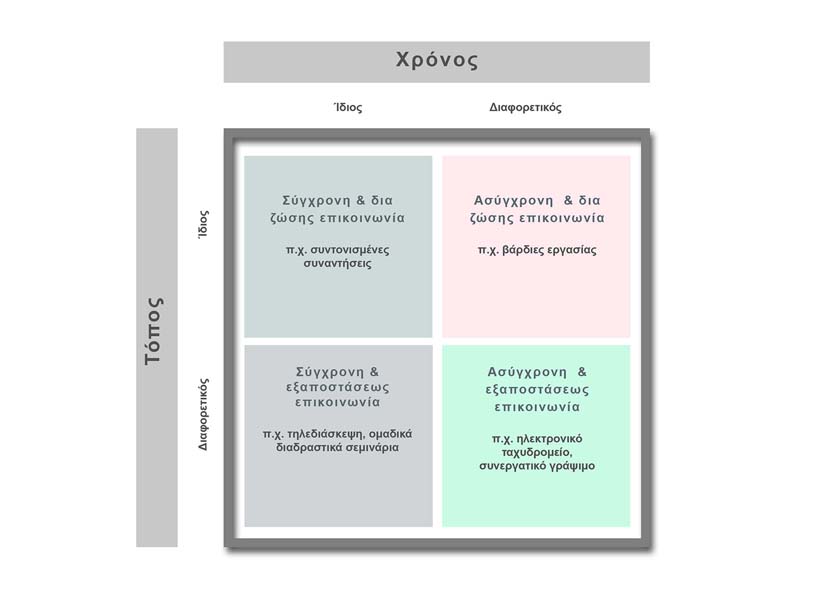 Χρόνος
Ίδιος
Διαφορετικός
Τόπος
Ίδιος
Σύγχρονη & δια
ζώσης επικοινωνία
π.χ. συντονισμένες
συναντήσεις
Ασύγχρονη & δια
ζώσης επικοινωνία
π.χ. βάρδιες εργασίας
Διαφορετικός
Σύγχρονη &
εξαποστάσεως
επικοινωνία
π.χ. τηλεδιάσκεψη, ομαδικά
διαδραστικά σεμινάρια
Ασύγχρονη &
εξαποστάσεως
επικοινωνία
π.χ. ηλεκτρονικό
ταχυδρομείο,
συνεργατικό γράψιμο